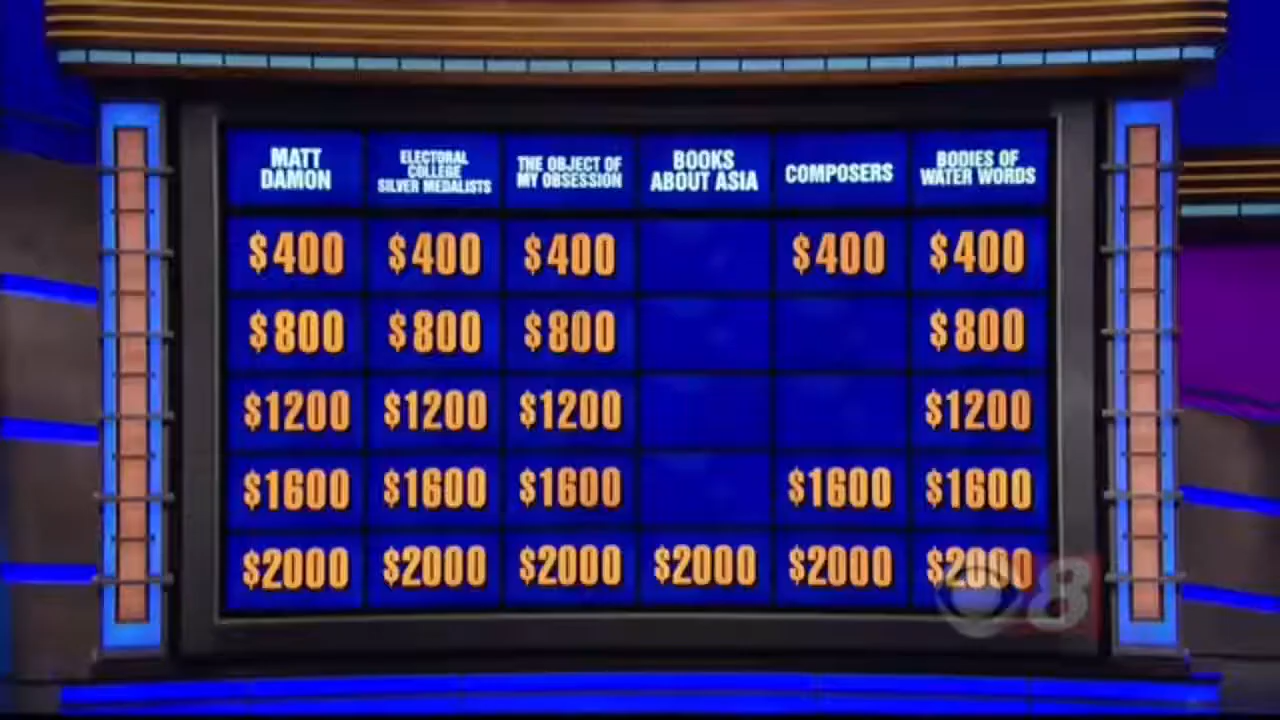 MATT
DAMON
ELECTORAL
COLLEGE
SILVER MEDALISTS
THE OBJECT OF
MY OBSESSION
BOOKS
ABOUT ASIA
COMPOSERS
BODIES OF
WATER WORDS
$400 $400 $400 $400 $400
$800 $800 $800 $800
$1200 $1200 $1200 $1200
$1600 $1600 $1600 $1600 $1600
$2000 $2000 $2000 $2000 $2000 $2000
8